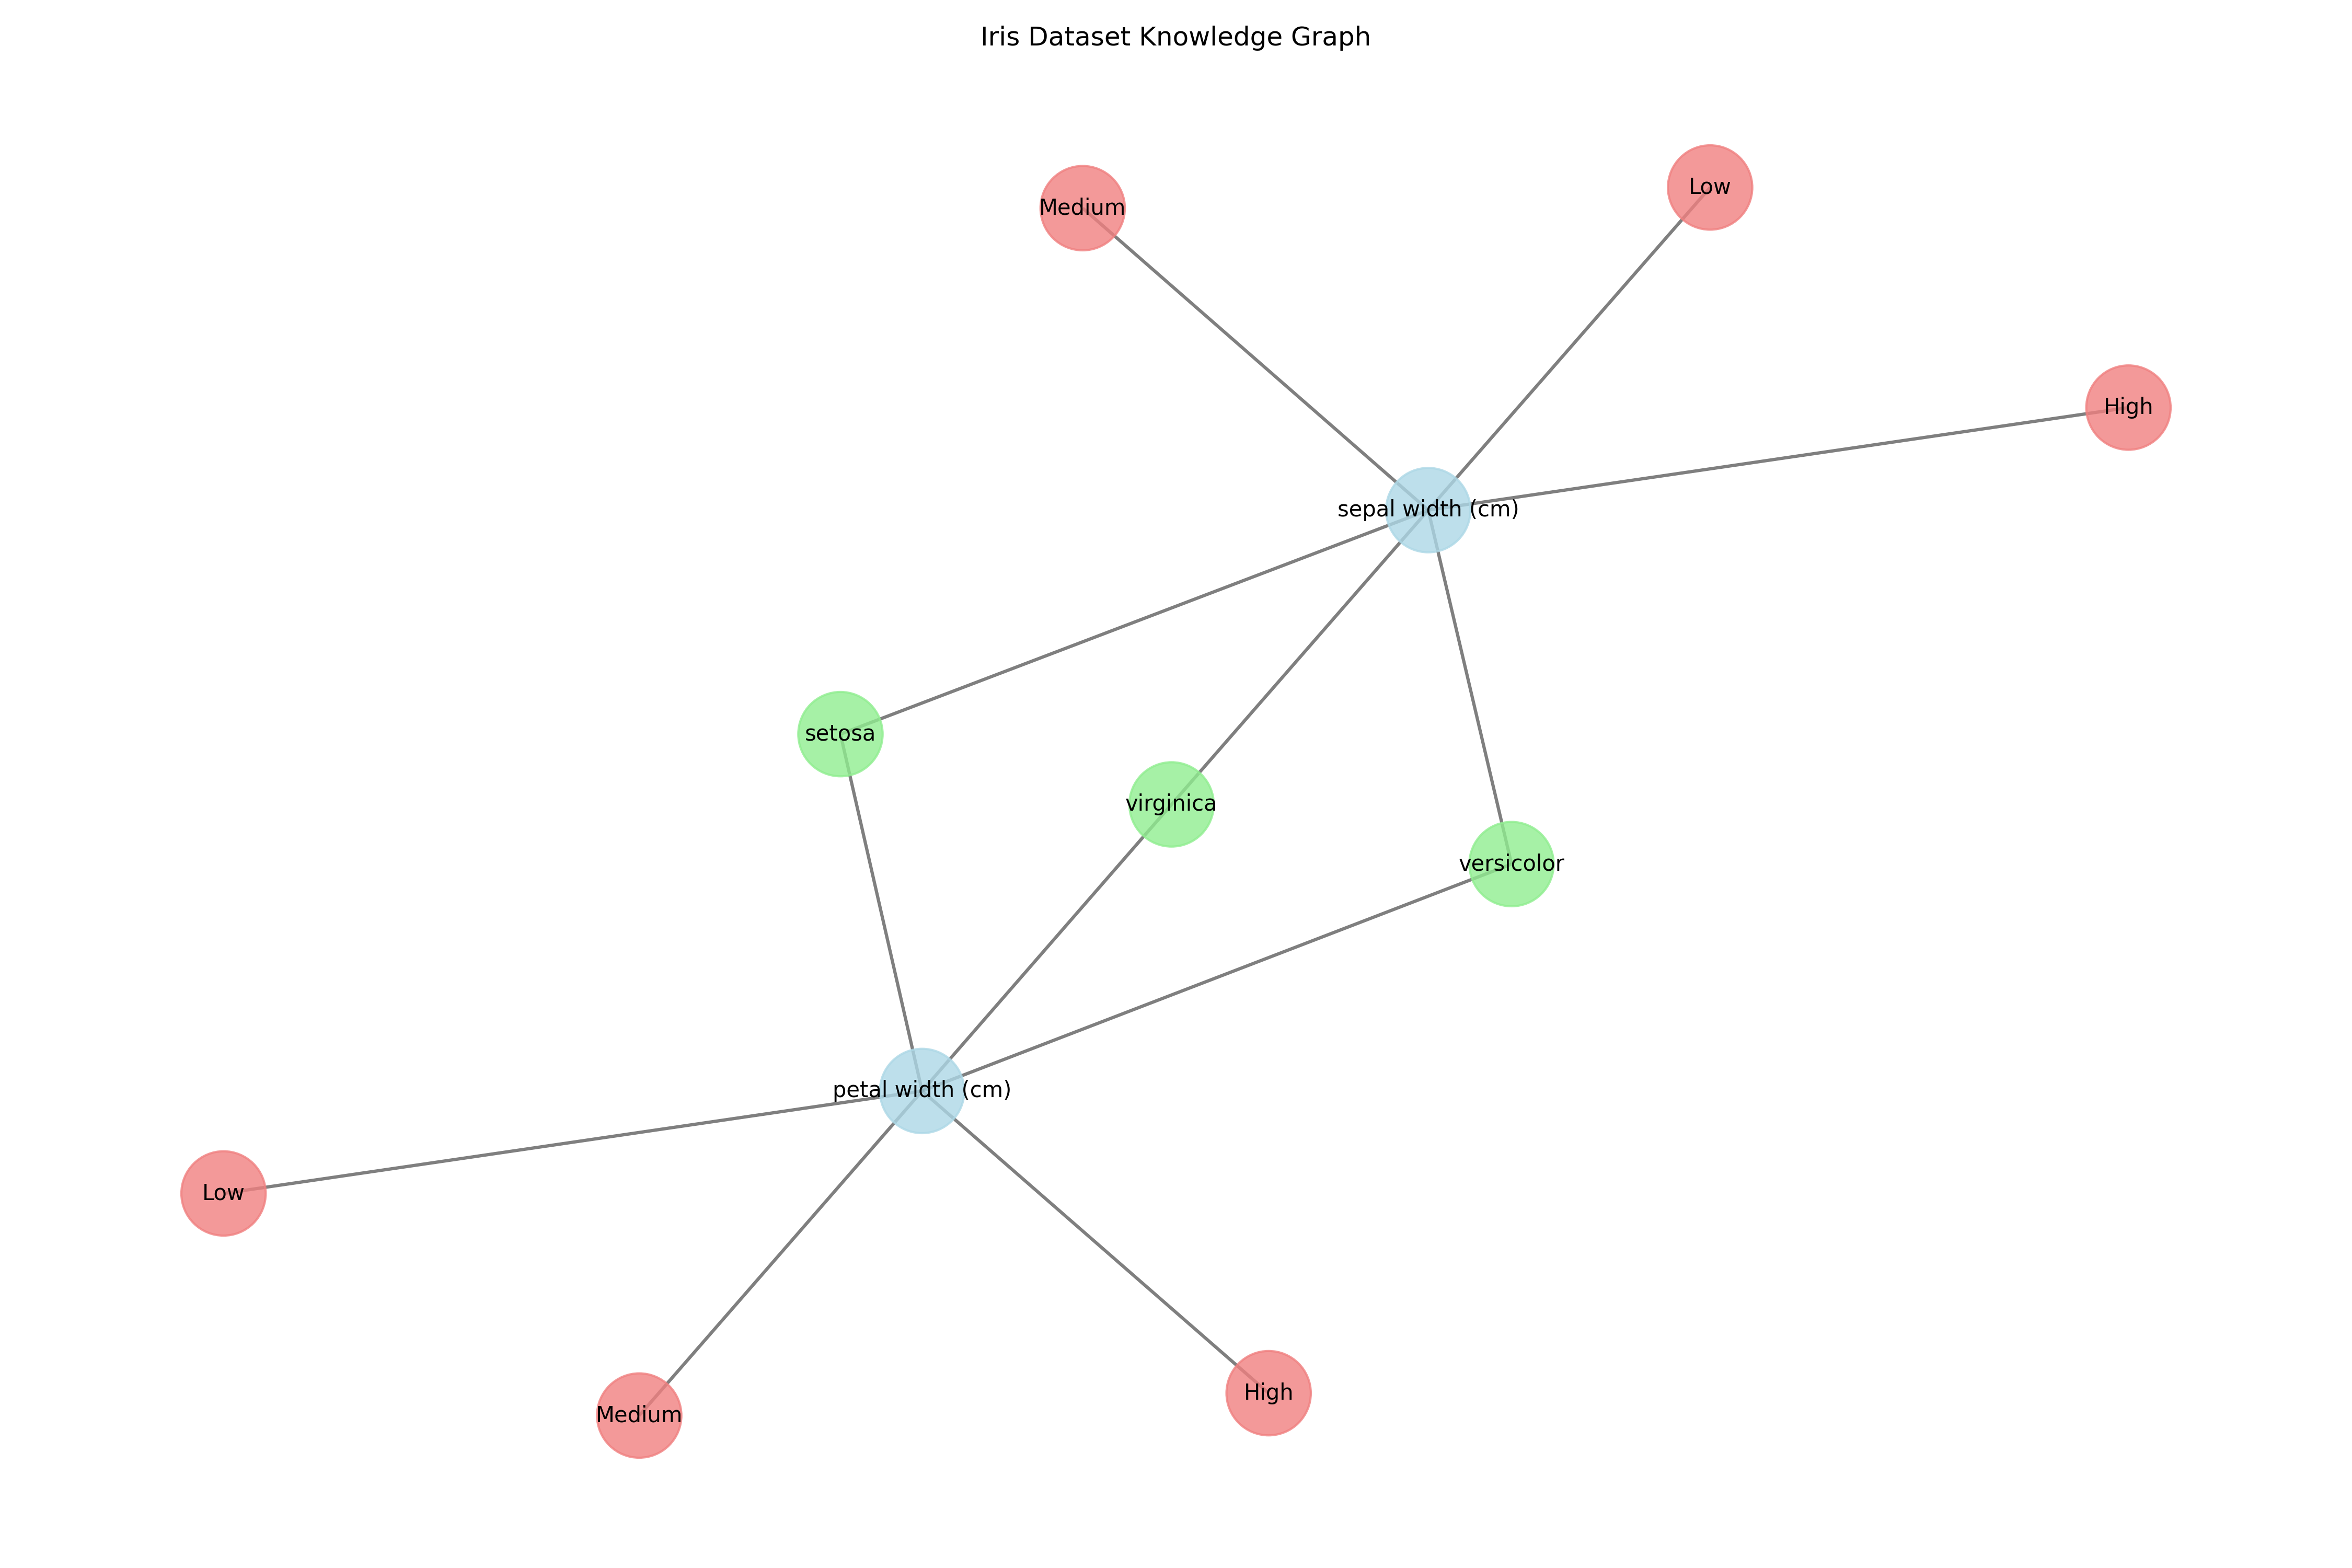 Iris Dataset Knowledge Graph
Low
Medium
High
sepal width (cm)
setosa
virginica
versicolor
petal width (cm)
Low
High
Medium